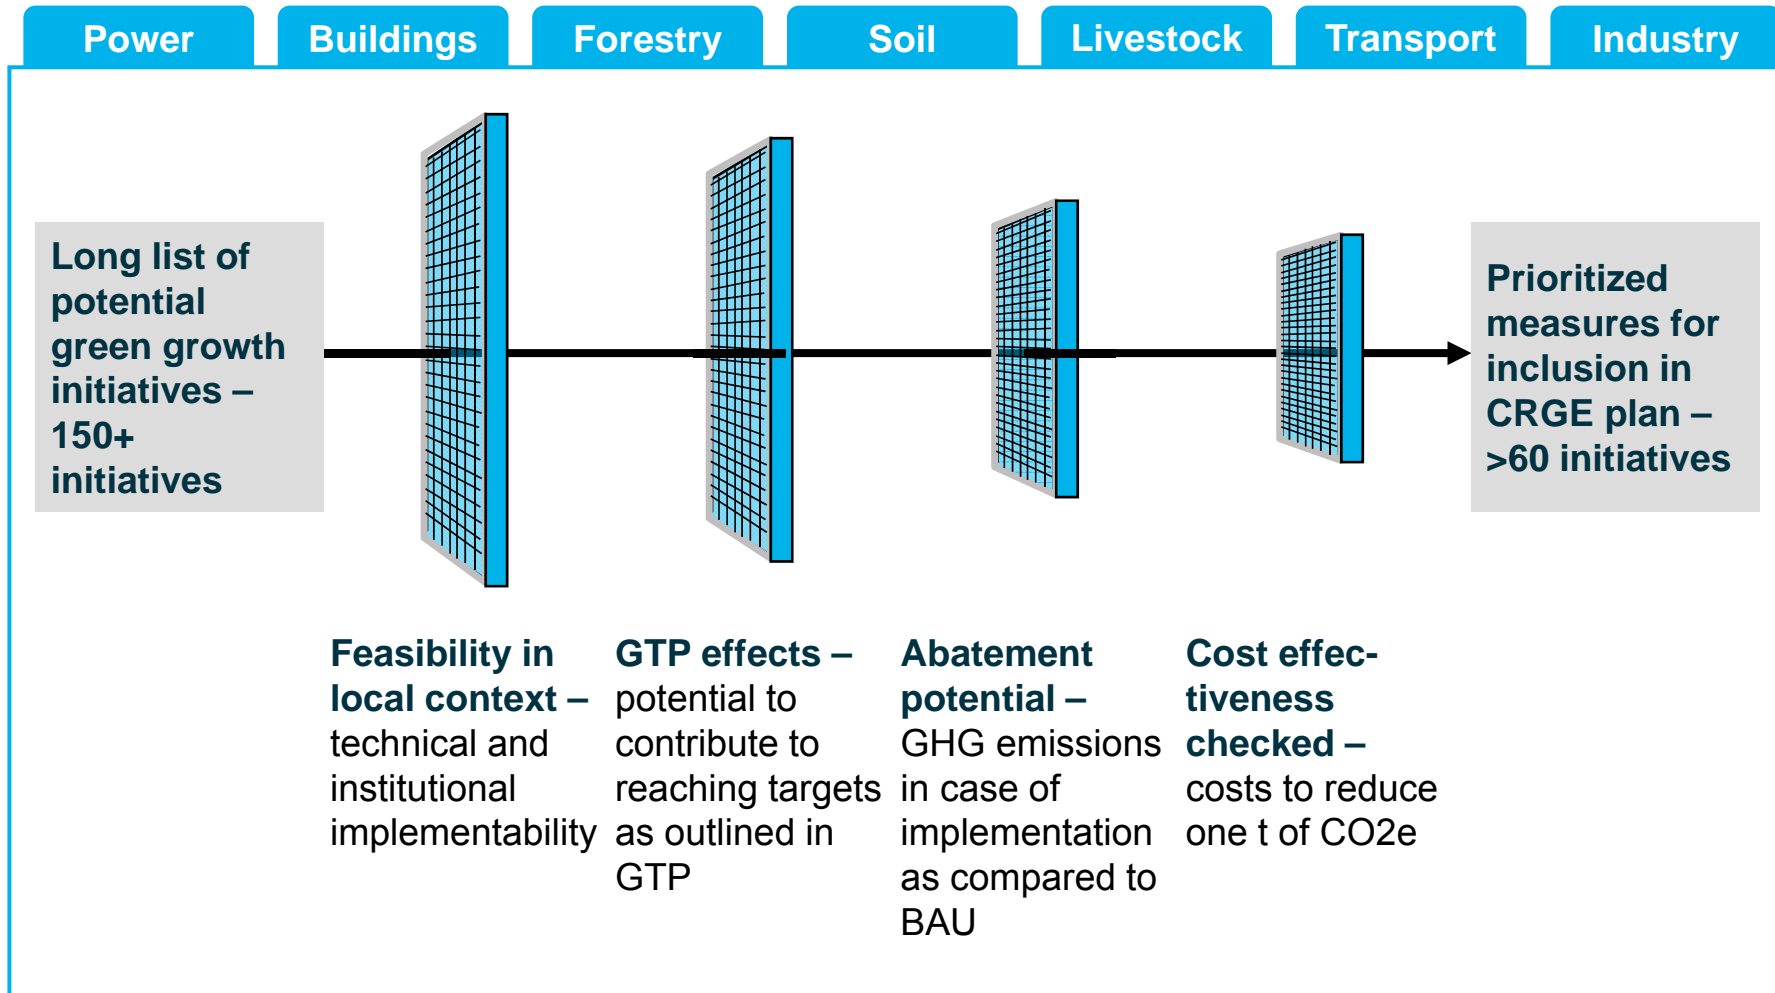 Power
Buildings
Forestry
Soil
Livestock
Transport
Industry
Long list of
potential
green growth
initiatives –
150+
initiatives
Prioritized
measures for
inclusion in
CRGE plan –
>60 initiatives
Feasibility in
local context –
technical and
institutional
implementability
GTP effects –
potential to
contribute to
reaching targets
as outlined in
GTP
Abatement
potential –
GHG emissions
in case of
implementation
as compared to
BAU
Cost effec-
tiveness
checked –
costs to reduce
one t of CO2e